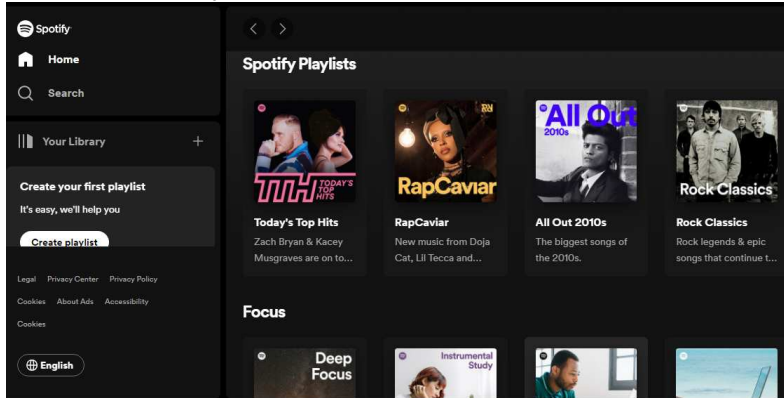 Spotify
Home
Search
Your Library
Create your first playlist
It's easy, we'll help you
Create playlist
Legal Privacy Center Privacy Policy
Cookies About Ads Accessibility
Cookies
English
Spotify Playlists
TTH TODAY'S TOP HITS
Today's Top Hits
Zach Bryan & Kacey
Musgraves are on to...
RapCaviar
RapCaviar
New music from Doja
Cat, Lil Tecca and...
All Out
2010s
All Out 2010s
The biggest songs of
the 2010s.
Rock Classics
Rock Classics
Rock legends & epic
songs that continue t...
Focus
Deep
Focus
Instrumental
Study